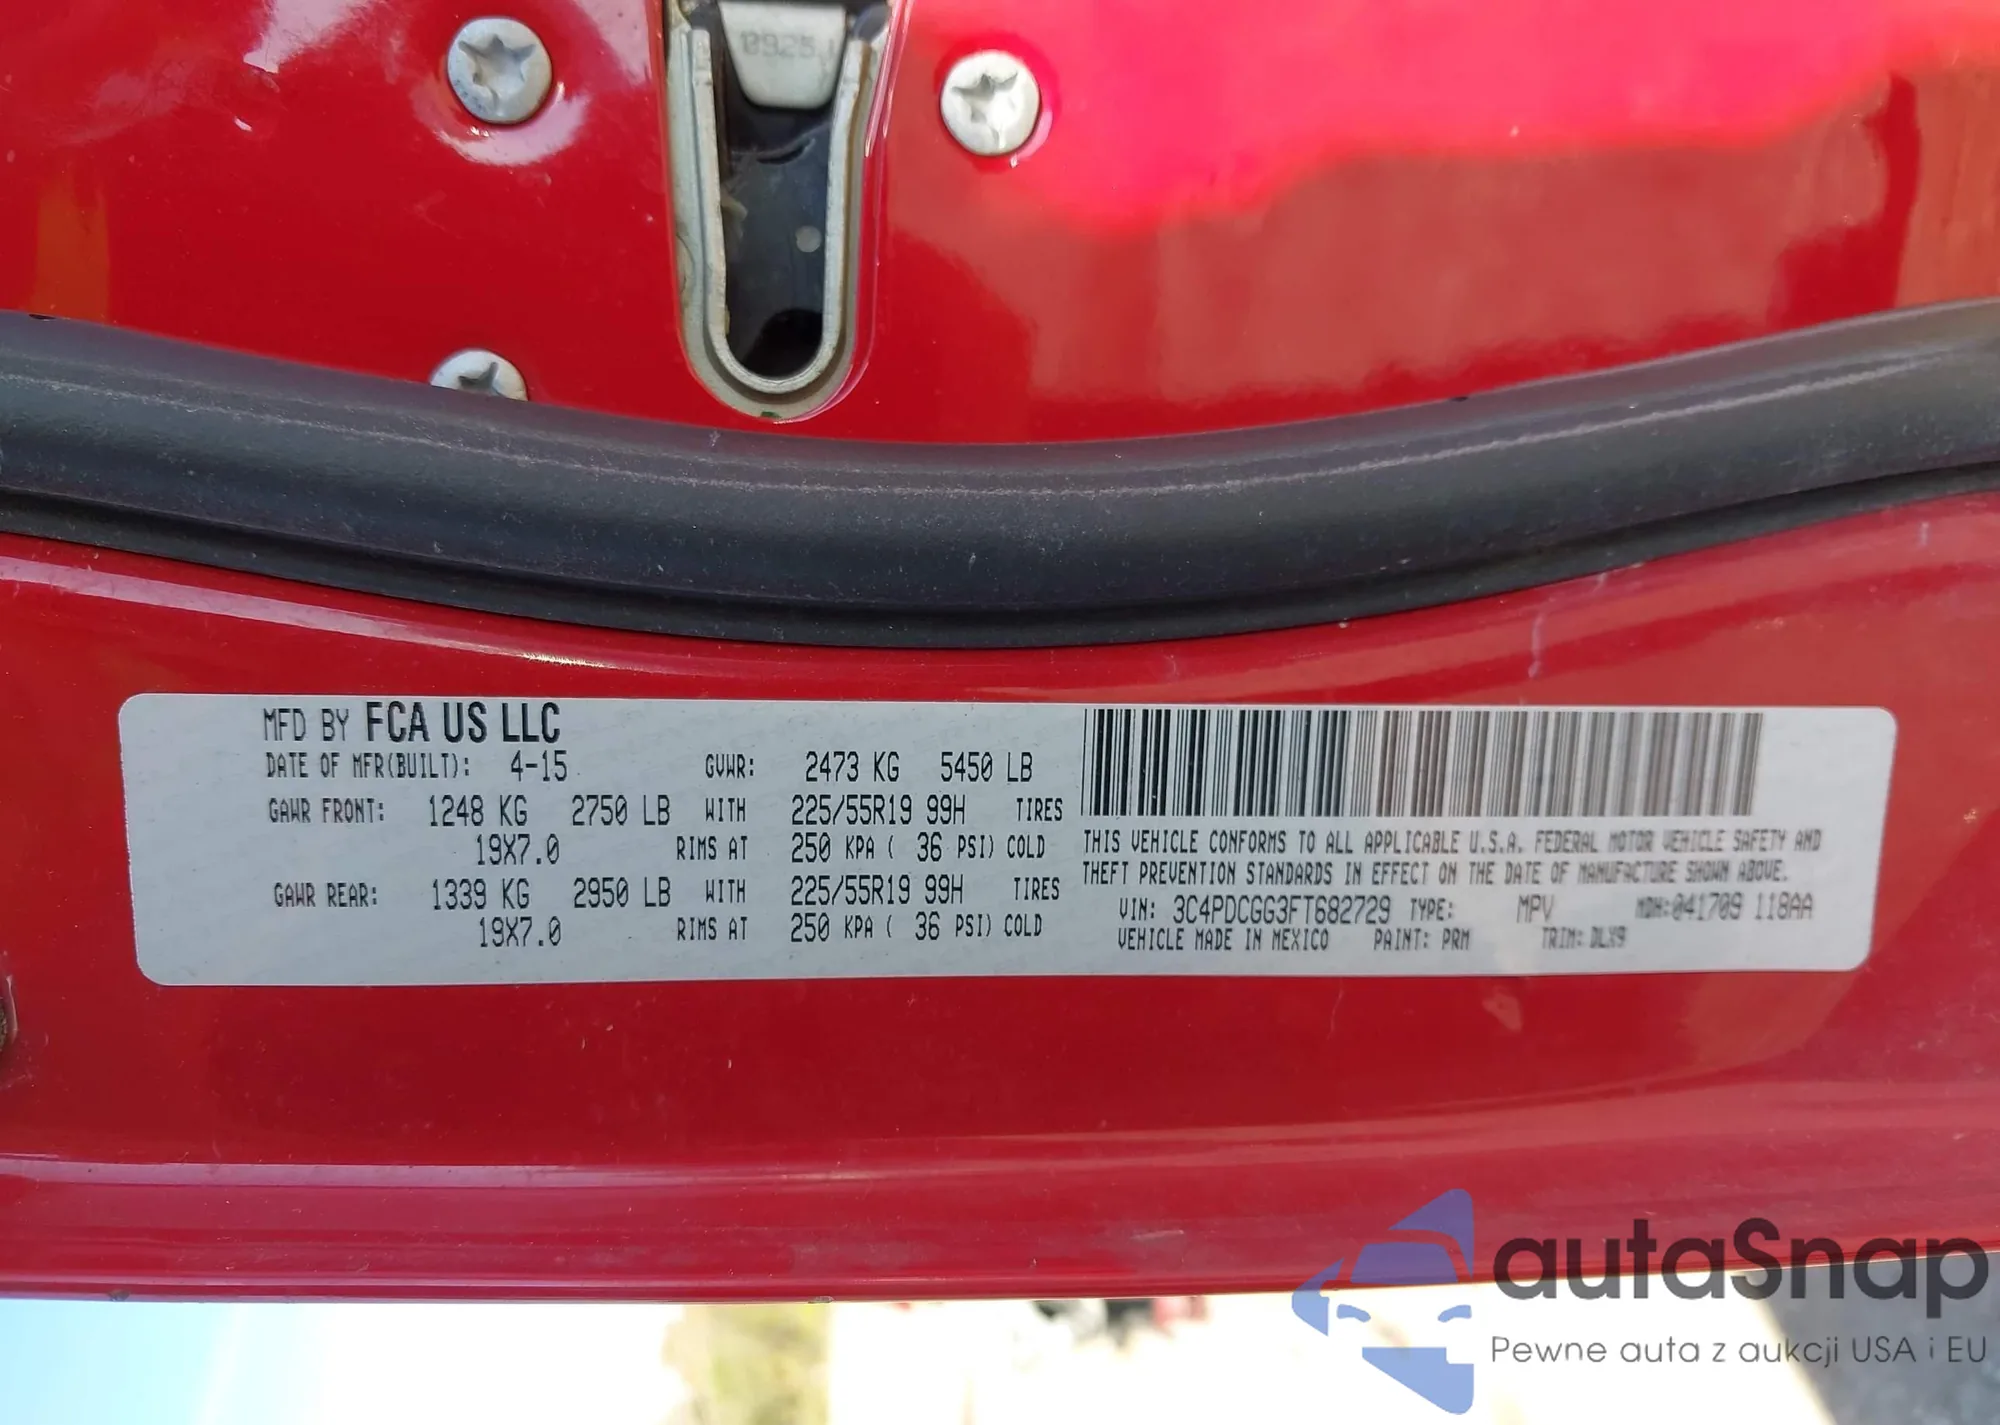 MFD BY FCA US LLC
DATE OF MFR(BUILT): 4-15 GVWR: 2473 KG 5450 LB
GAWR FRONT: 1248 KG 2750 LB WITH 225/55R19 99H TIRES
19X7.0 RIMS AT 250 KPA ( 36 PSI) COLD
GAWR REAR: 1339 KG 2950 LB WITH 225/55R19 99H TIRES
19X7.0 RIMS AT 250 KPA ( 36 PSI) COLD
THIS VEHICLE CONFORMS TO ALL APPLICABLE U.S.A. FEDERAL MOTOR VEHICLE SAFETY AND
THEFT PREVENTION STANDARDS IN EFFECT ON THE DATE OF MANUFACTURE SHOWN ABOVE.
VIN: 3C4PDCGG3FT682729 TYPE: MPV MDH:041709 118AA
VEHICLE MADE IN MEXICO PAINT: PRM TRIM: DLX9
autaSnap
Pewne auta z aukcji USA i EU